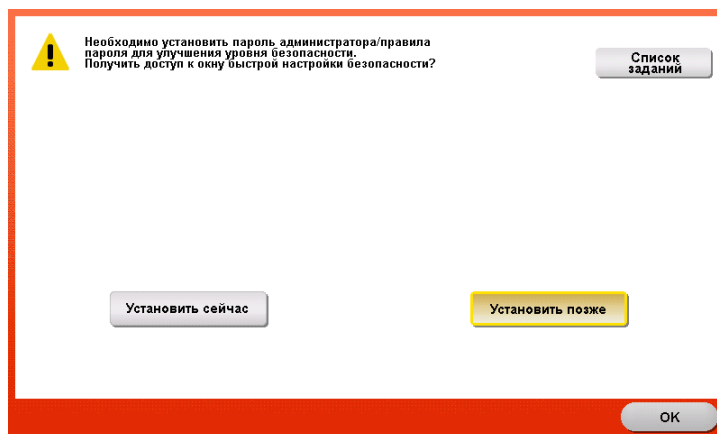 Необходимо установить пароль администратора/правила
пароля для улучшения уровня безопасности.
Получить доступ к окну быстрой настройки безопасности?
Список
заданий
Установить сейчас
Установить позже
OK